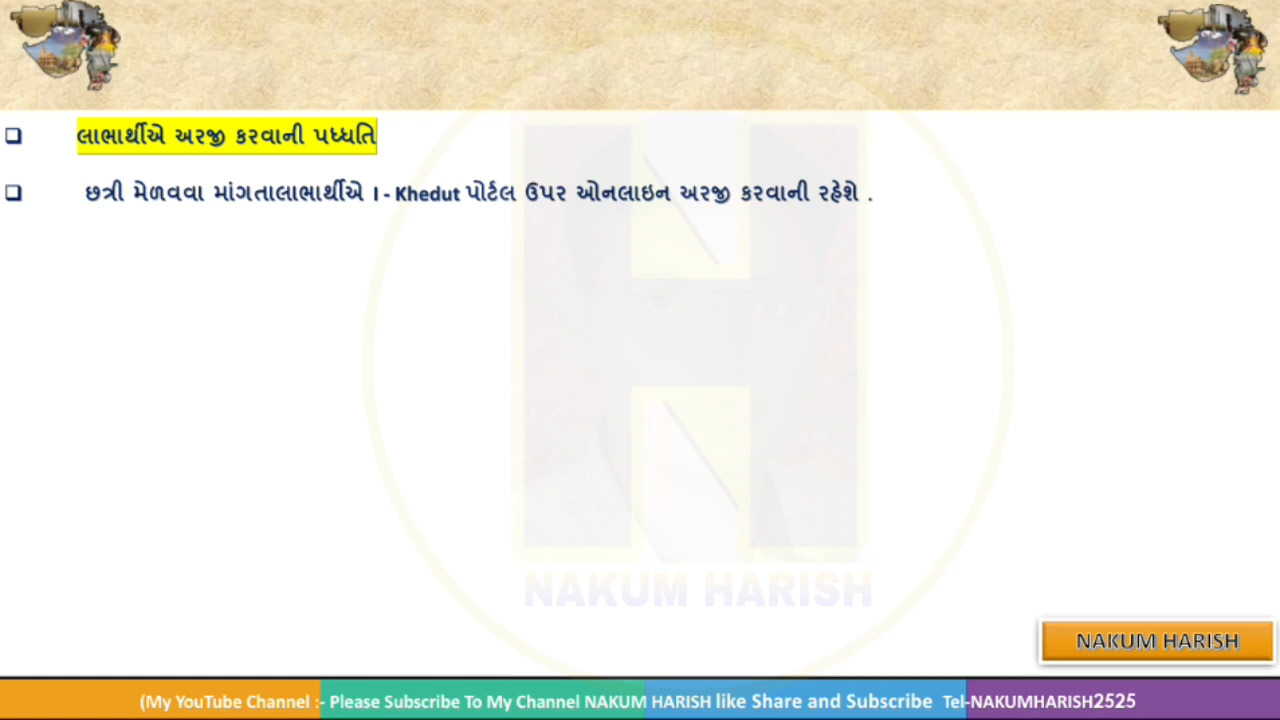 લાભાર્થીએ અરજી કરવાની પધ્ધતિ
છત્રી મેળવવા માંગતાલાભાર્થીએ I - Khedut પોર્ટલ ઉપર ઓનલાઇન અરજી કરવાની રહેશે .
NAKUM HARISH
NAKUM HARISH
(My YouTube Channel :- Please Subscribe To My Channel NAKUM HARISH like Share and Subscribe Tel-NAKUMHARISH2525